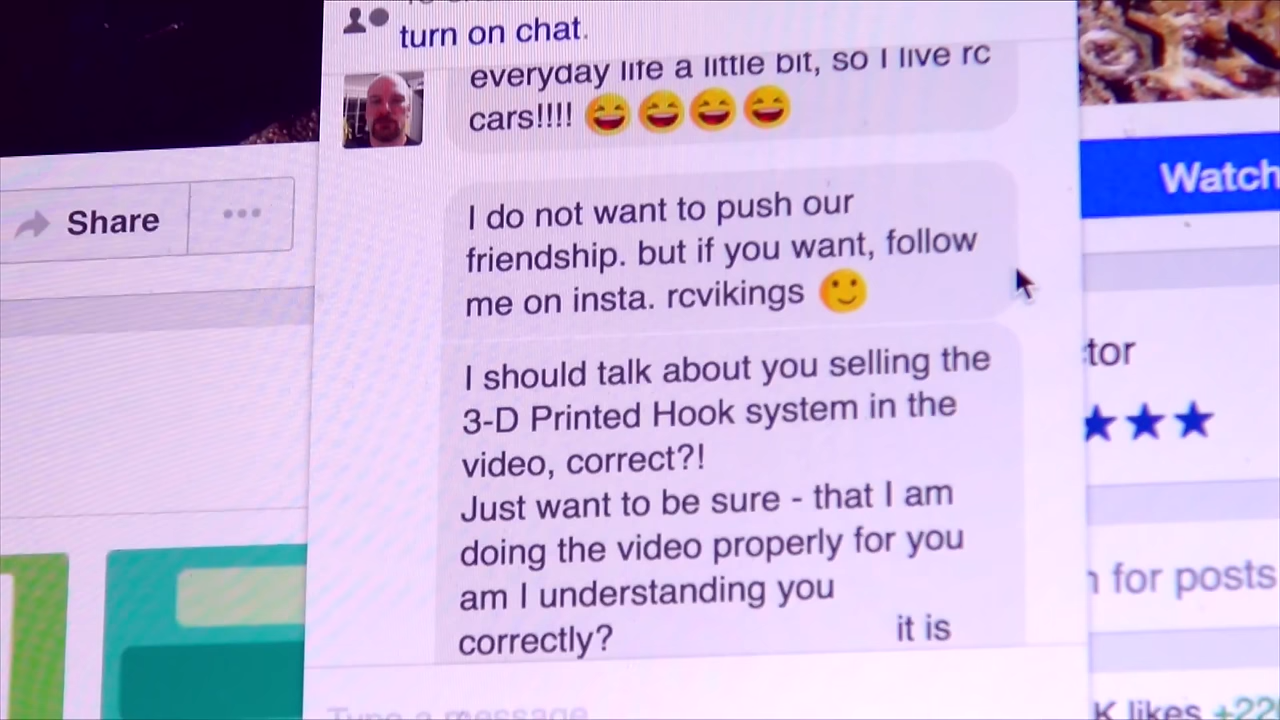 turn on chat.
everyday life a little bit, so I live rc
cars!!!! 😆😆😆😆
I do not want to push our
friendship. but if you want, follow
me on insta. rcvikings 🙂
I should talk about you selling the
3-D Printed Hook system in the
video, correct?!
Just want to be sure - that I am
doing the video properly for you
am I understanding you
correctly?
it is
Type a message
Share
Watch
tor
for posts
K likes +22